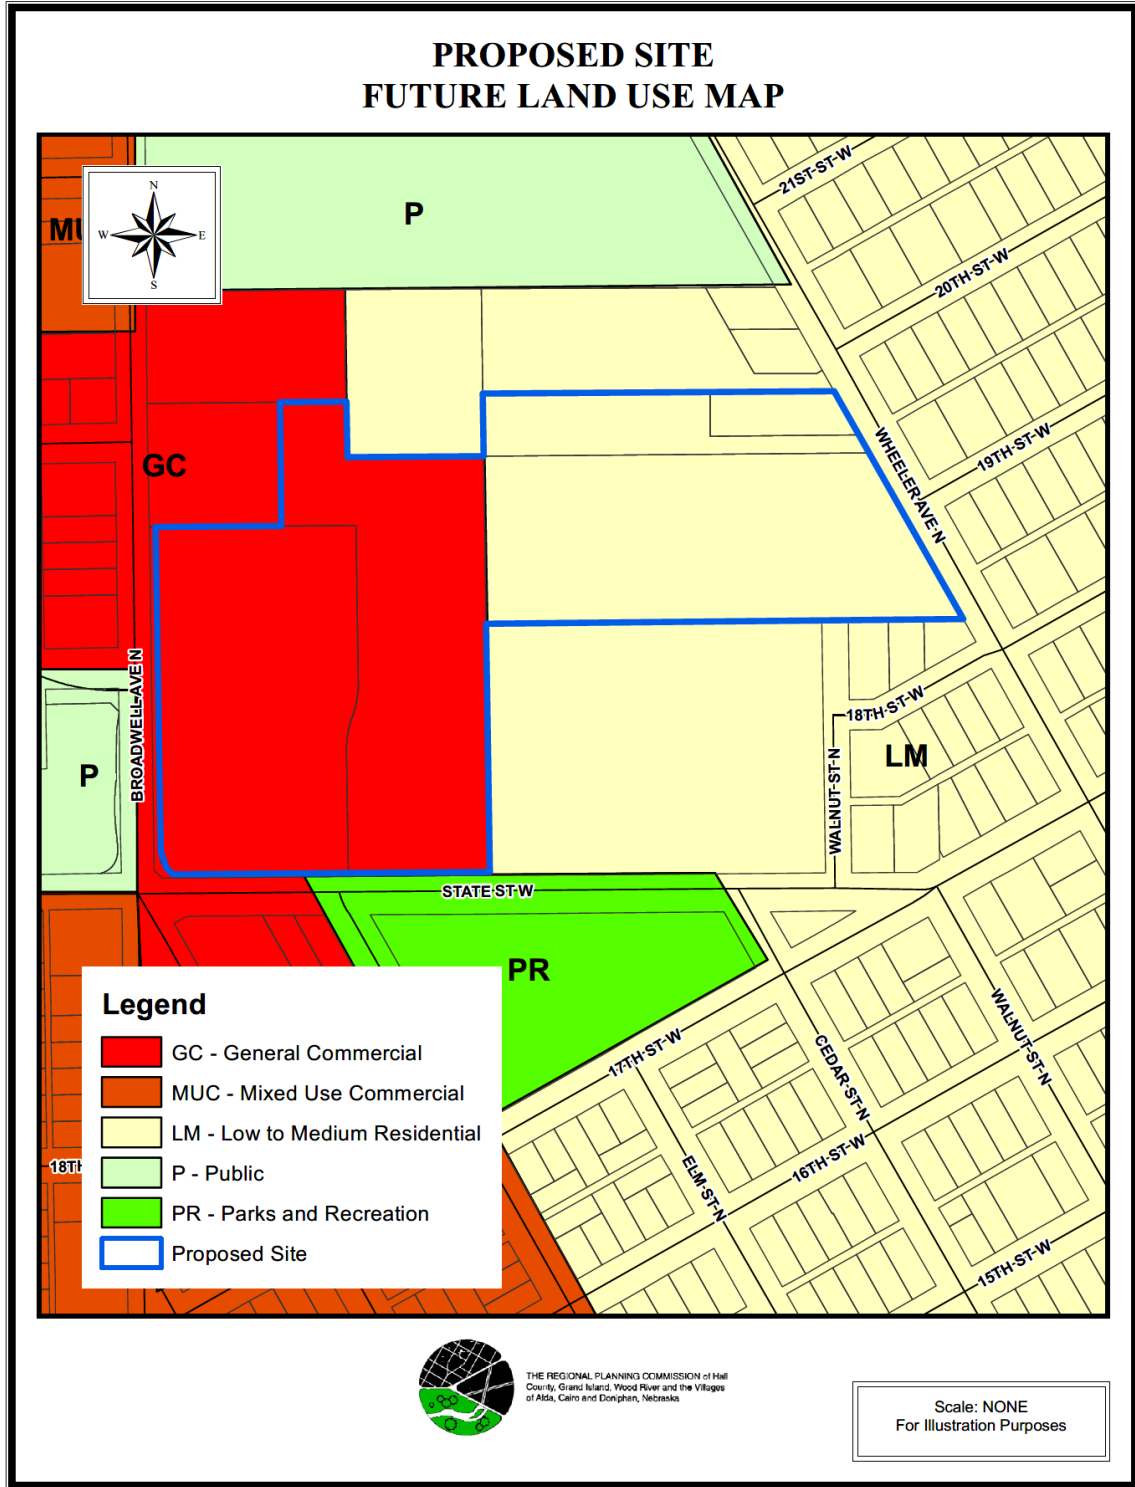 PROPOSED SITE
FUTURE LAND USE MAP
N
W
E
S
MU
P
21ST ST W
20TH ST W
GC
WHEELER AVE N
19TH ST W
BROADWELL AVE N
P
18TH ST W
LM
WALNUT ST N
STATE ST W
PR
17TH ST W
CEDAR ST N
WALNUT ST N
16TH ST W
ELM ST N
15TH ST W
18TH
Legend
GC - General Commercial
MUC - Mixed Use Commercial
LM - Low to Medium Residential
P - Public
PR - Parks and Recreation
Proposed Site
THE REGIONAL PLANNING COMMISSION of Hall
County, Grand Island, Wood River and the Villages
of Alda, Cairo and Doniphan, Nebraska
Scale: NONE
For Illustration Purposes